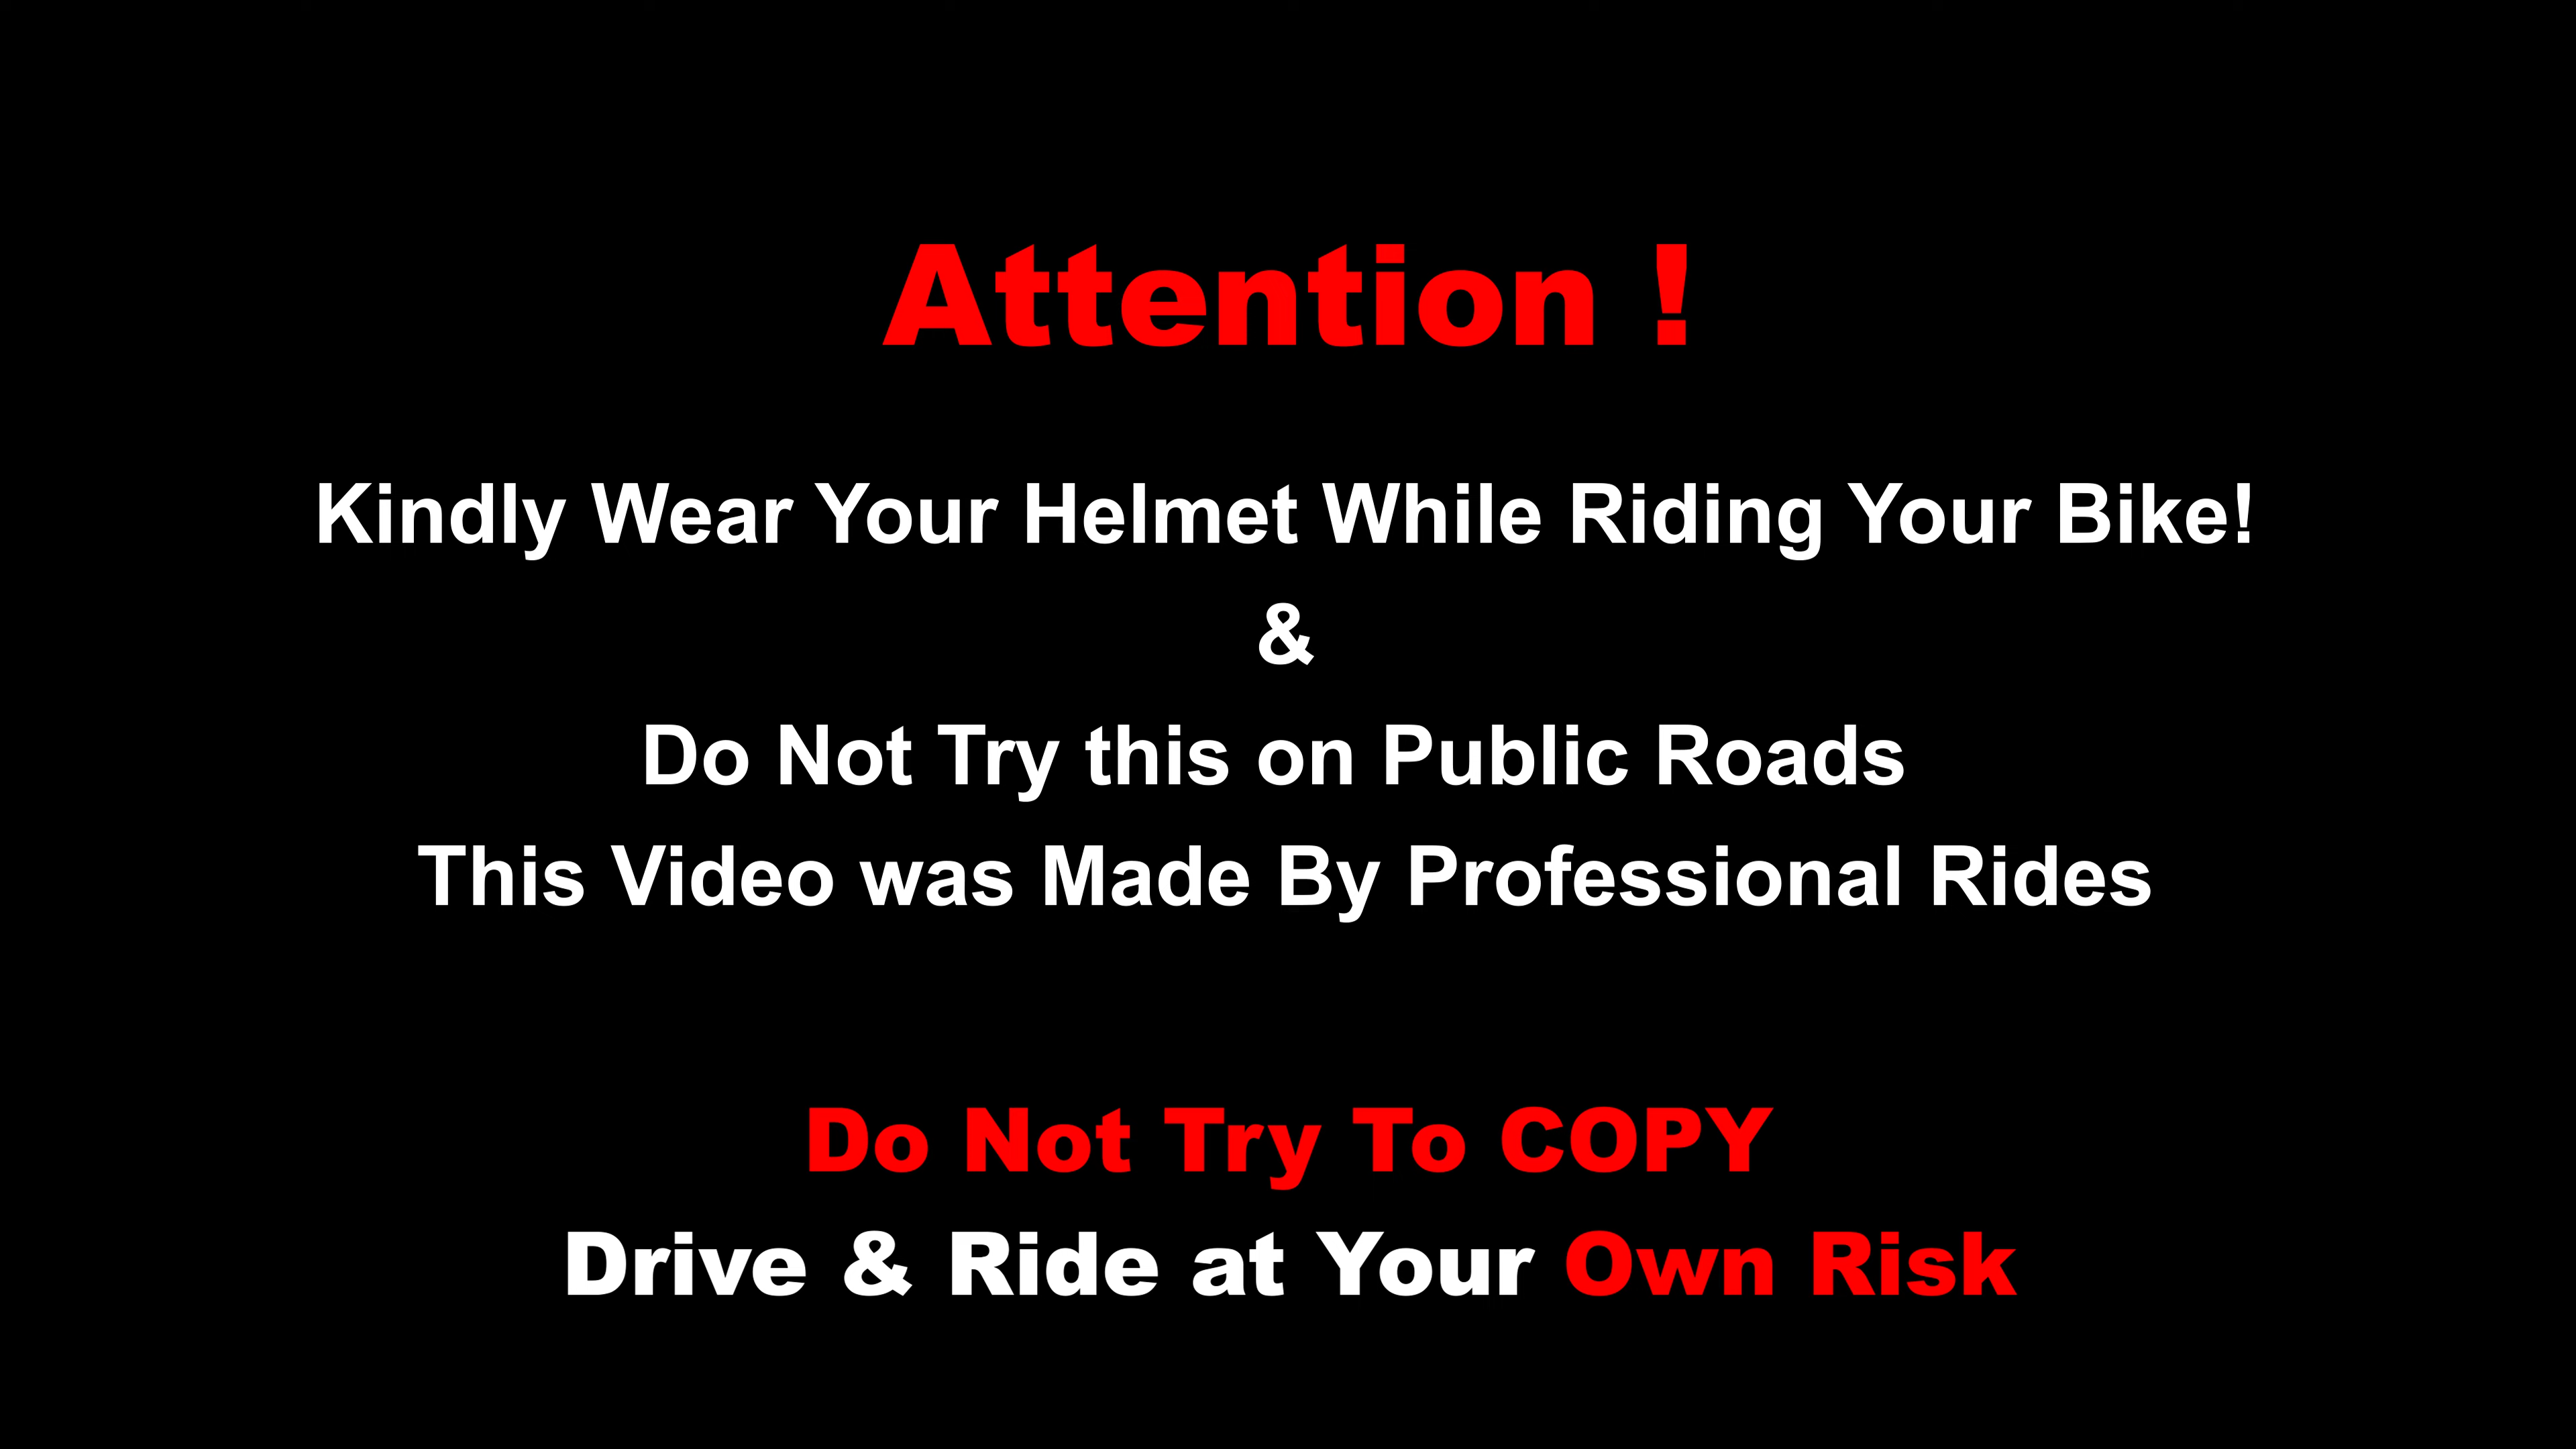 Attention !
Kindly Wear Your Helmet While Riding Your Bike!
&
Do Not Try this on Public Roads
This Video was Made By Professional Rides
Do Not Try To COPY
Drive & Ride at Your Own Risk